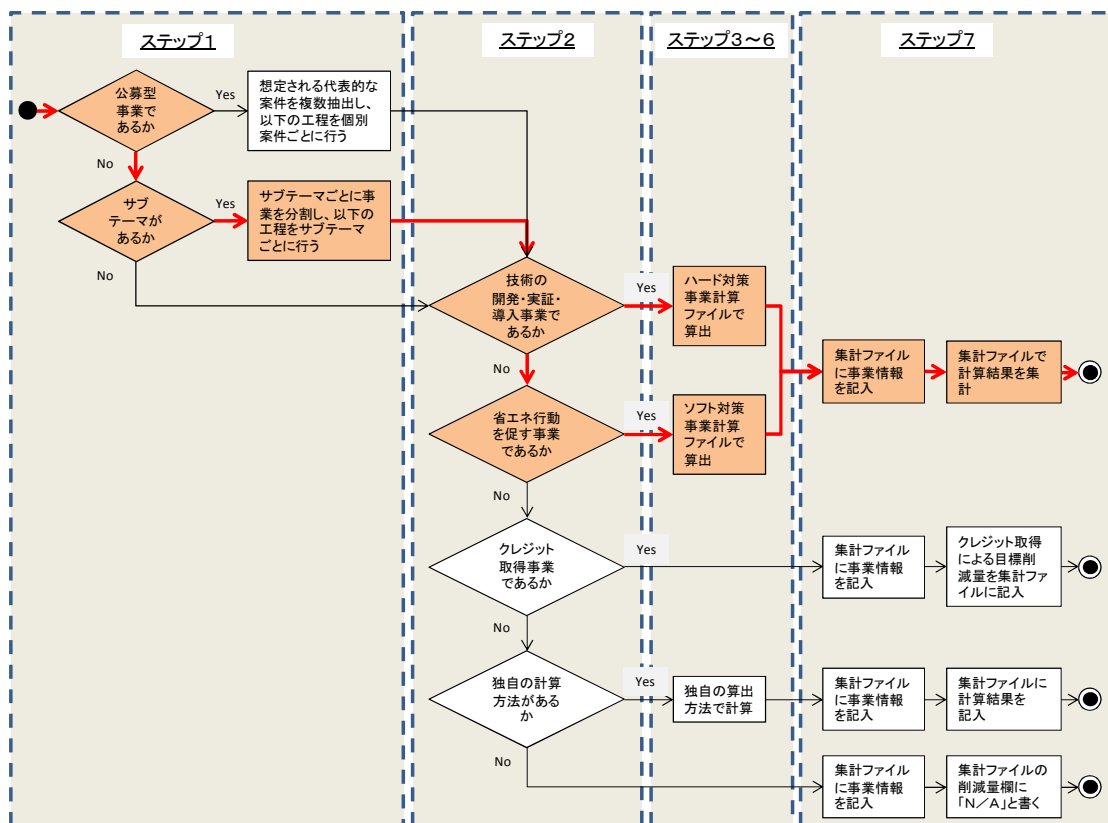 ステップ1
ステップ2
ステップ3～6
ステップ7
公募型
事業で
あるか
Yes
想定される代表的な
案件を複数抽出し、
以下の工程を個別
案件ごとに行う
No
サブ
テーマが
あるか
Yes
サブテーマごとに事
業を分割し、以下の
工程をサブテーマ
ごとに行う
No
技術の
開発・実証・
導入事業で
あるか
Yes
ハード対策
事業計算
ファイルで
算出
No
集計ファイル
に事業情報
を記入
集計ファイルで
計算結果を集
計
省エネ行動
を促す事業
であるか
Yes
ソフト対策
事業計算
ファイルで
算出
No
クレジット
取得事業
であるか
Yes
集計ファイル
に事業情報
を記入
クレジット取得
による目標削
減量を集計ファ
イルに記入
No
独自の計算
方法がある
か
Yes
独自の算出
方法で計算
集計ファイル
に事業情報
を記入
集計ファイルに
計算結果を
記入
No
集計ファイル
に事業情報
を記入
集計ファイルの
削減量欄に
「N／A」と書く